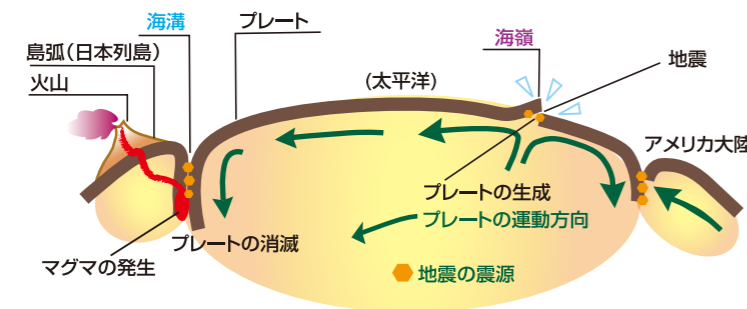 海溝
プレート
島弧(日本列島)
火山
海嶺
(太平洋)
地震
アメリカ大陸
プレートの生成
プレートの運動方向
プレートの消滅
マグマの発生
地震の震源